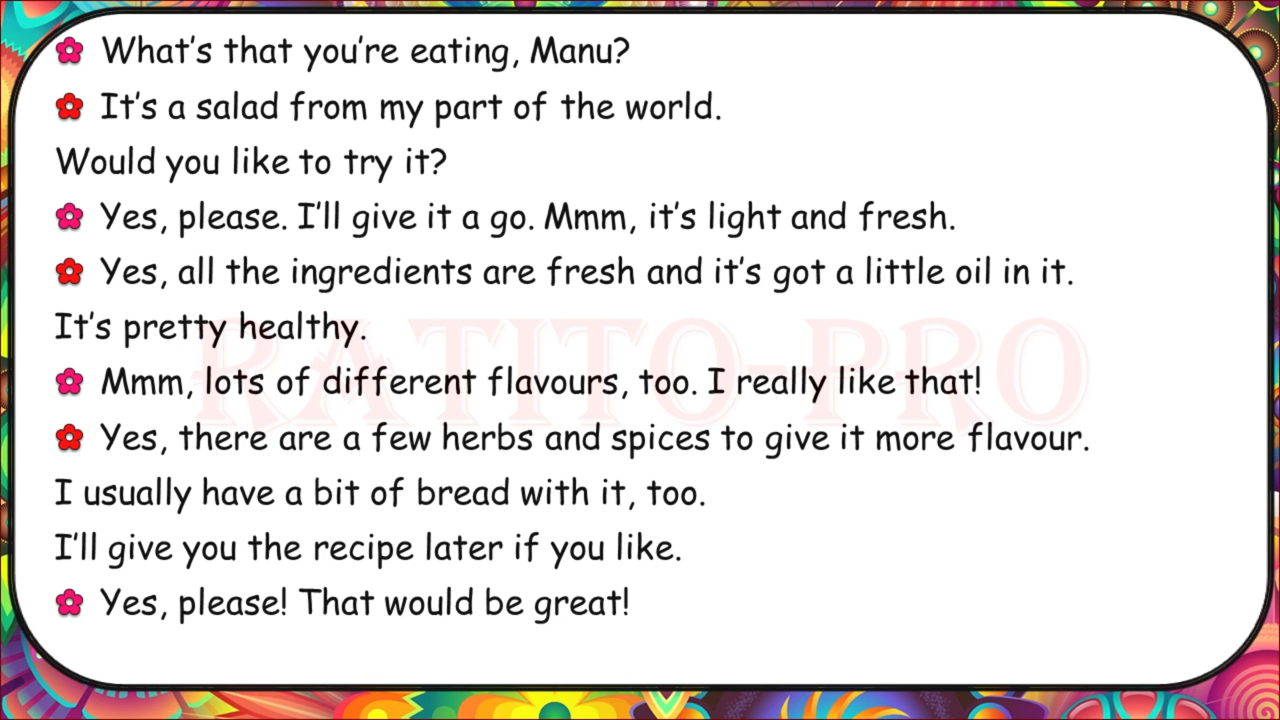 What's that you're eating, Manu?
It's a salad from my part of the world.
Would you like to try it?
Yes, please. I'll give it a go. Mmm, it's light and fresh.
Yes, all the ingredients are fresh and it's got a little oil in it.
It's pretty healthy.
RATITO-PRO
Mmm, lots of different flavours, too. I really like that!
Yes, there are a few herbs and spices to give it more flavour.
I usually have a bit of bread with it, too.
I'll give you the recipe later if you like.
Yes, please! That would be great!